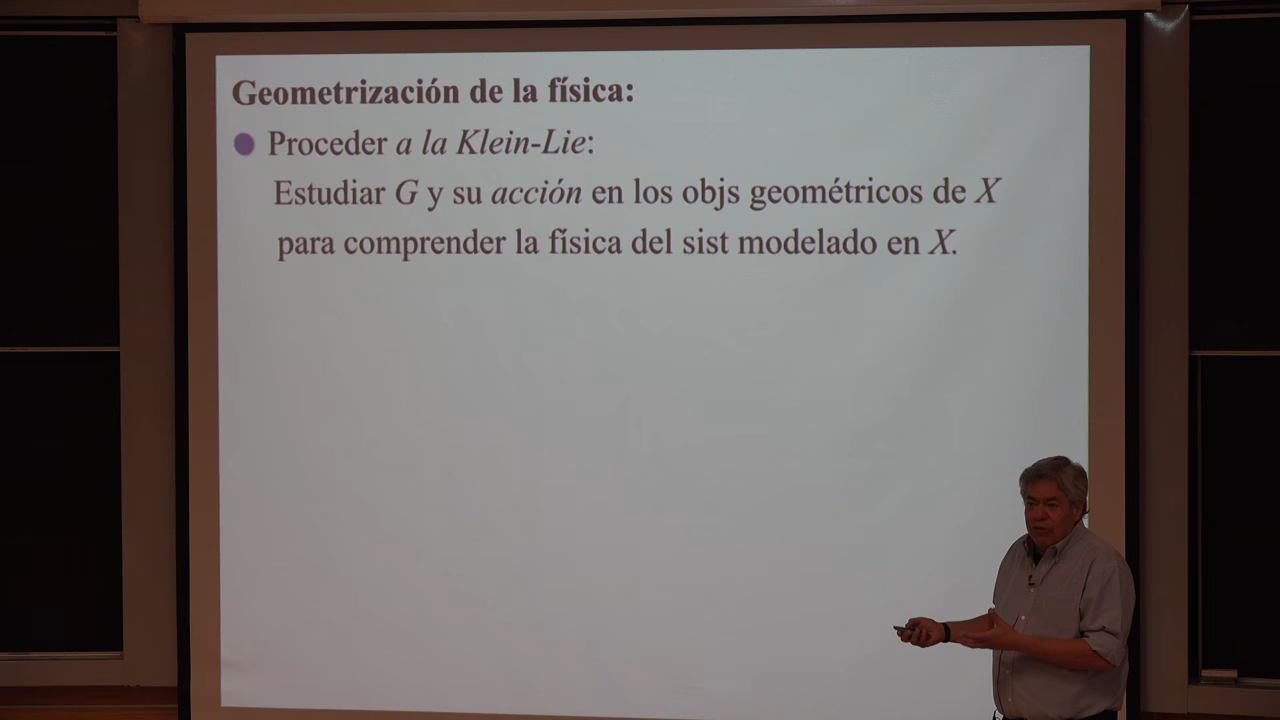 Geometrización de la física:
Proceder a la Klein-Lie:
Estudiar G y su acción en los objs geométricos de X
para comprender la física del sist modelado en X.